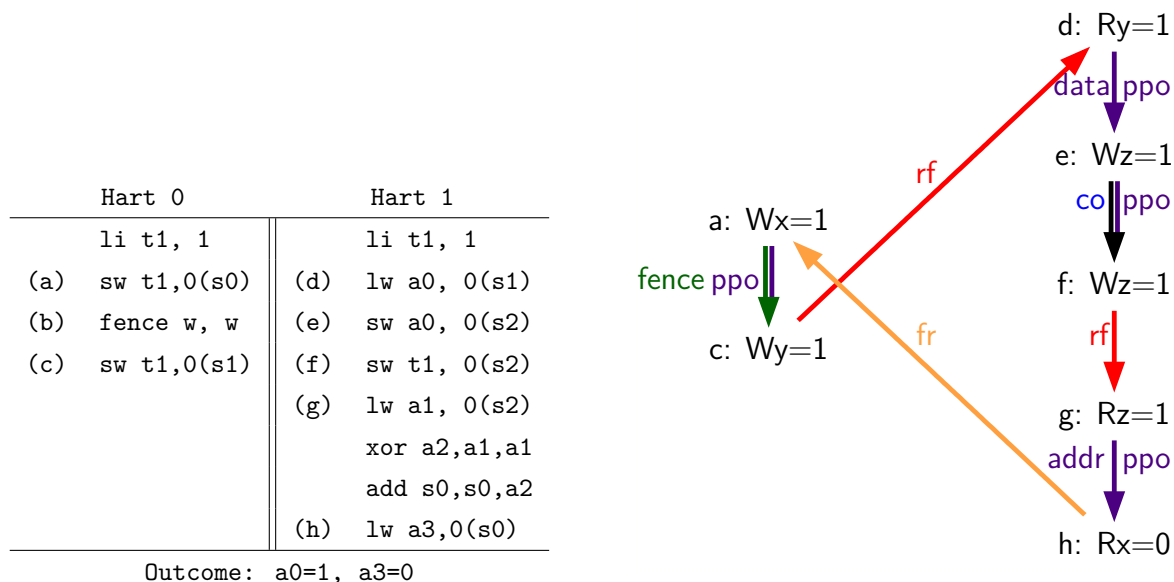 Hart 0 Hart 1
li t1, 1 li t1, 1
(a) sw t1,0(s0) (d) lw a0, 0(s1)
(b) fence w, w (e) sw a0, 0(s2)
(c) sw t1,0(s1) (f) sw t1, 0(s2)
(g) lw a1, 0(s2)
xor a2,a1,a1
add s0,s0,a2
(h) lw a3,0(s0)
Outcome: a0=1, a3=0
d: Ry=1
data ppo
e: Wz=1
rf
co ppo
a: Wx=1
fence ppo
f: Wz=1
c: Wy=1
fr
rf
g: Rz=1
addr ppo
h: Rx=0